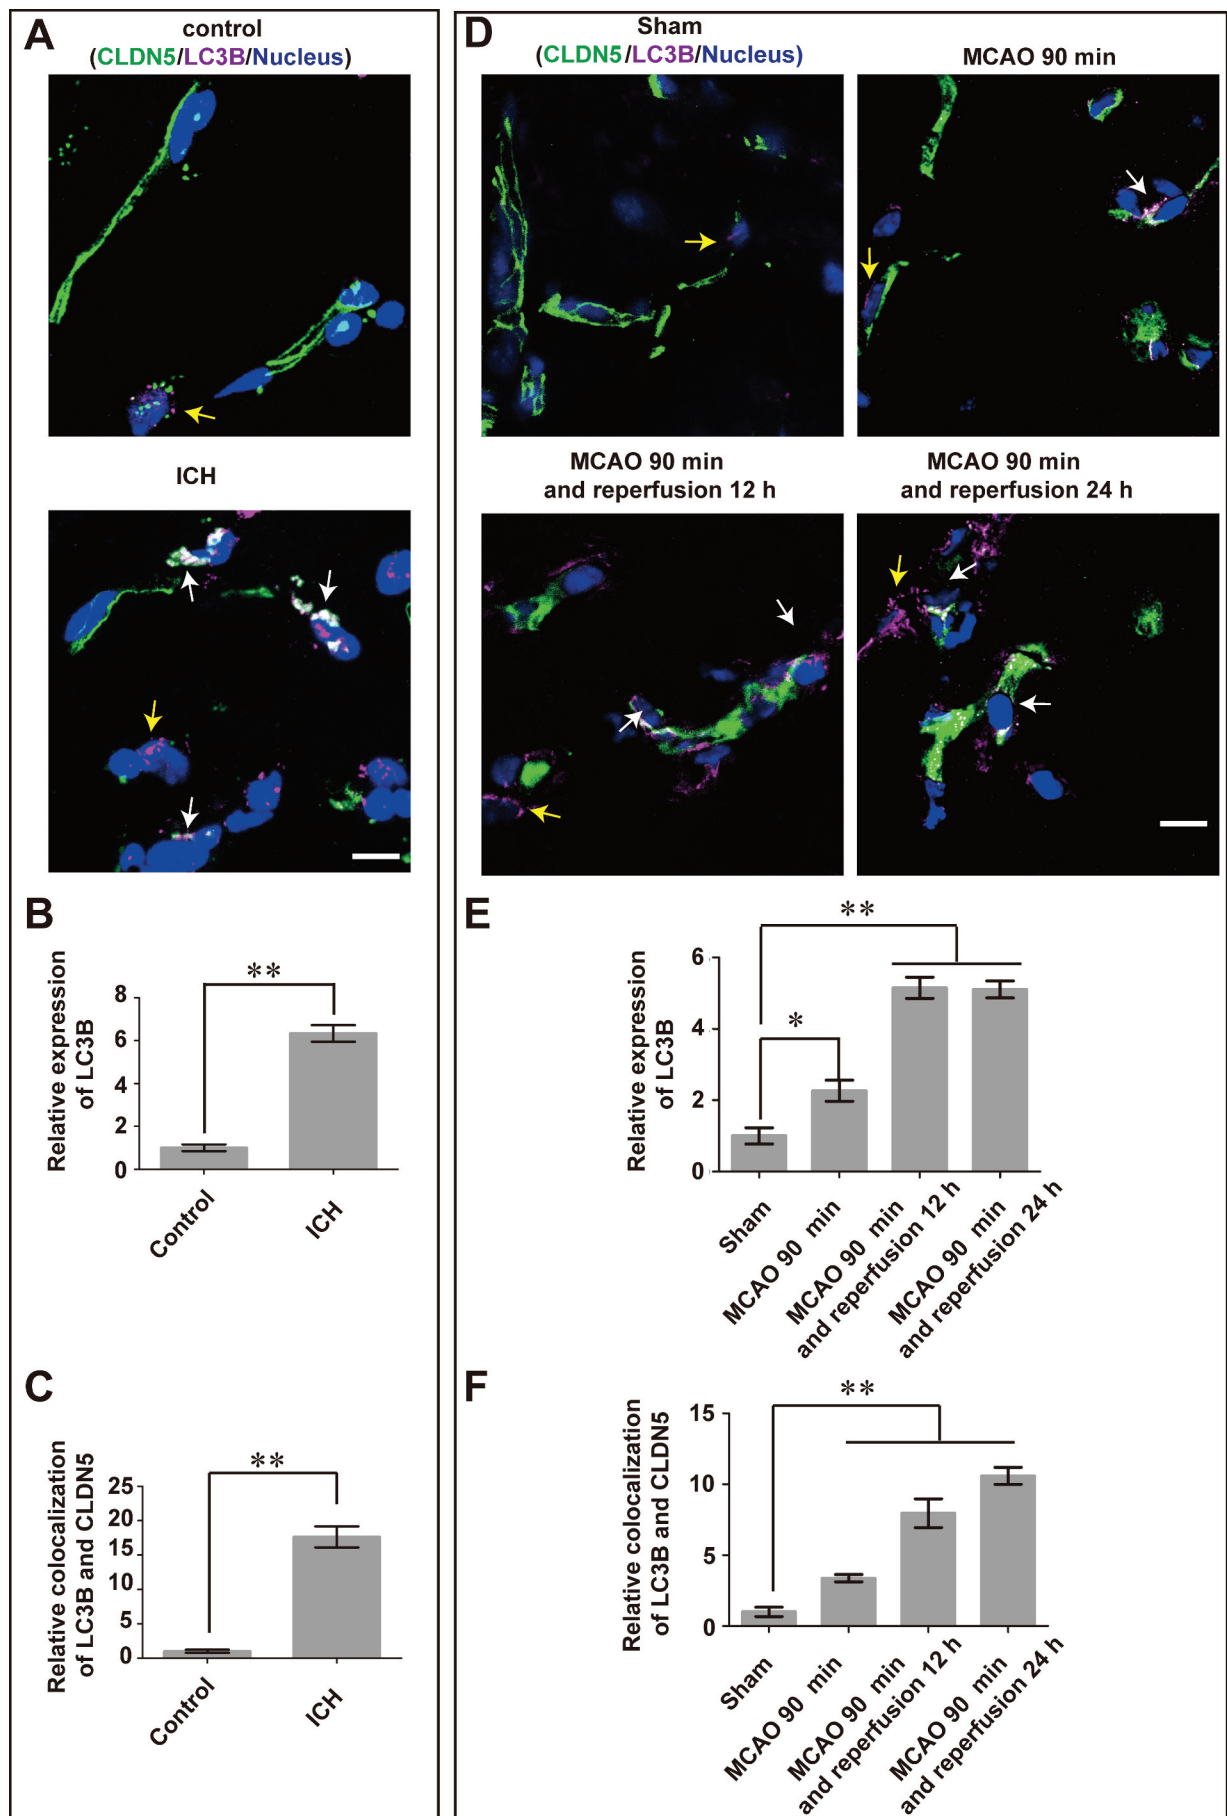 A
control
(CLDN5/LC3B/Nucleus)
ICH
B
Relative expression
of LC3B
8
6
4
2
0
**
Control
ICH
C
Relative colocalization
of LC3B and CLDN5
25
20
15
10
5
0
**
Control
ICH
D
Sham
(CLDN5/LC3B/Nucleus)
MCAO 90 min
MCAO 90 min
and reperfusion 12 h
MCAO 90 min
and reperfusion 24 h
E
Relative expression
of LC3B
6
4
2
0
**
*
Sham
MCAO 90 min
MCAO 90 min
and reperfusion 12 h
MCAO 90 min
and reperfusion 24 h
F
Relative colocalization
of LC3B and CLDN5
15
10
5
0
**
Sham
MCAO 90 min
MCAO 90 min
and reperfusion 12 h
MCAO 90 min
and reperfusion 24 h